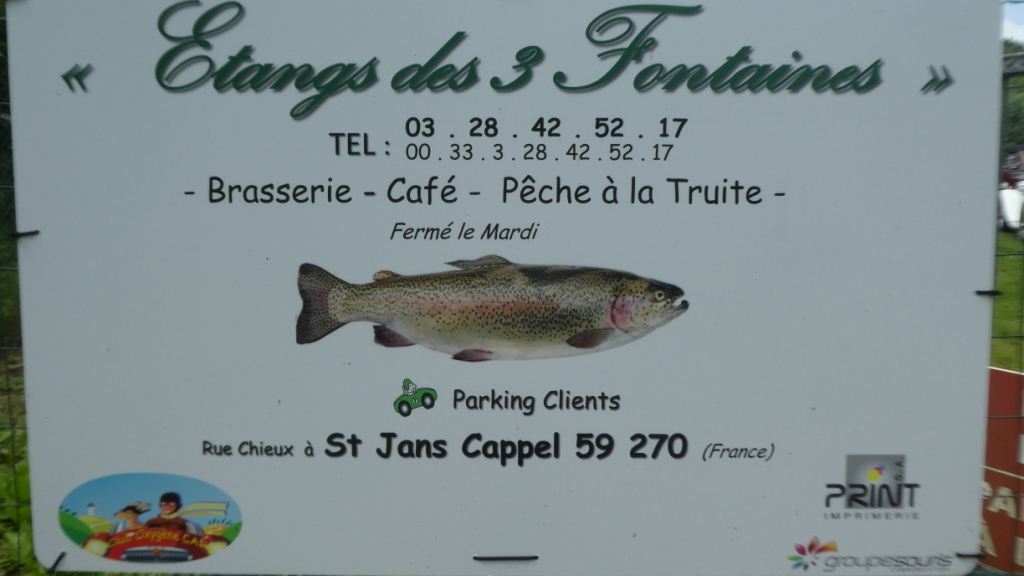 « Etangs des 3 Fontaines »
TEL : 03 . 28 . 42 . 52 . 17
00 . 33 . 3 . 28 . 42 . 52 . 17
- Brasserie - Café - Pêche à la Truite -
Fermé le Mardi
Parking Clients
Rue Chieux à St Jans Cappel 59 270 (France)
PRINT S.A
IMPRIMERIE
groupesouris